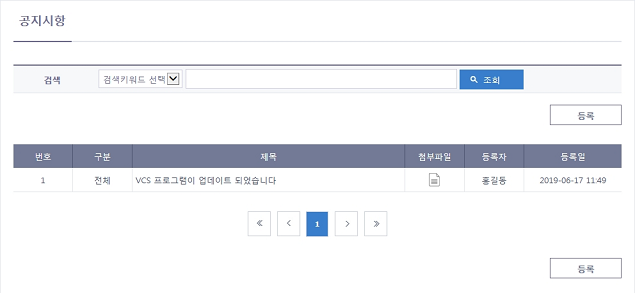 공지사항
검색 검색키워드 선택 조회
등록
번호 구분 제목 첨부파일 등록자 등록일
1 전체 VCS 프로그램이 업데이트 되었습니다 홍길동 2019-06-17 11:49
« < 1 > »
등록